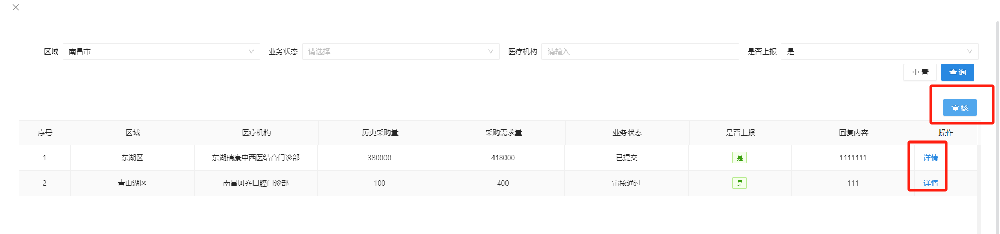 区域 南昌市 业务状态 请选择 医疗机构 请输入 是否上报 是
重 置 查 询
审 核
序号 区域 医疗机构 历史采购量 采购需求量 业务状态 是否上报 回复内容 操作
1 东湖区 东湖瑞康中西医结合门诊部 380000 418000 已提交 是 1111111 详情
2 青山湖区 南昌贝齐口腔门诊部 100 400 审核通过 是 111 详情